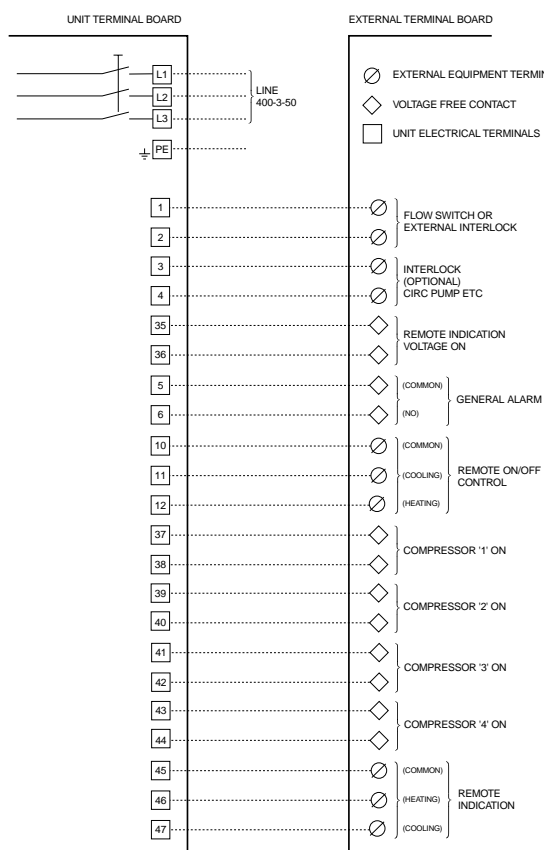 UNIT TERMINAL BOARD
EXTERNAL TERMINAL BOARD
L1
L2
L3
PE
LINE
400-3-50
EXTERNAL EQUIPMENT TERMIN
VOLTAGE FREE CONTACT
UNIT ELECTRICAL TERMINALS
1
2
FLOW SWITCH OR
EXTERNAL INTERLOCK
3
4
INTERLOCK
(OPTIONAL)
CIRC PUMP ETC
35
36
REMOTE INDICATION
VOLTAGE ON
5
(COMMON)
6
(NO)
GENERAL ALARM
10
(COMMON)
11
(COOLING)
12
(HEATING)
REMOTE ON/OFF
CONTROL
37
38
COMPRESSOR '1' ON
39
40
COMPRESSOR '2' ON
41
42
COMPRESSOR '3' ON
43
44
COMPRESSOR '4' ON
45
(COMMON)
46
(HEATING)
47
(COOLING)
REMOTE
INDICATION